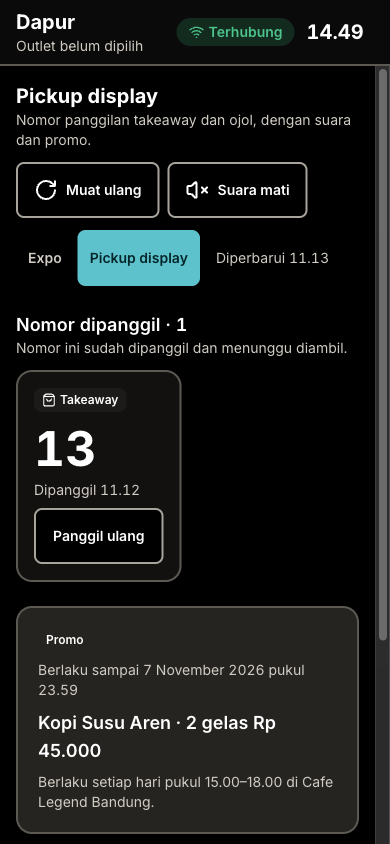 Dapur
Outlet belum dipilih
Terhubung
14.49
Pickup display
Nomor panggilan takeaway dan ojol, dengan suara
dan promo.
Muat ulang
Suara mati
Expo
Pickup display
Diperbarui 11.13
Nomor dipanggil · 1
Nomor ini sudah dipanggil dan menunggu diambil.
Takeaway
13
Dipanggil 11.12
Panggil ulang
Promo
Berlaku sampai 7 November 2026 pukul
23.59
Kopi Susu Aren · 2 gelas Rp
45.000
Berlaku setiap hari pukul 15.00–18.00 di Cafe
Legend Bandung.